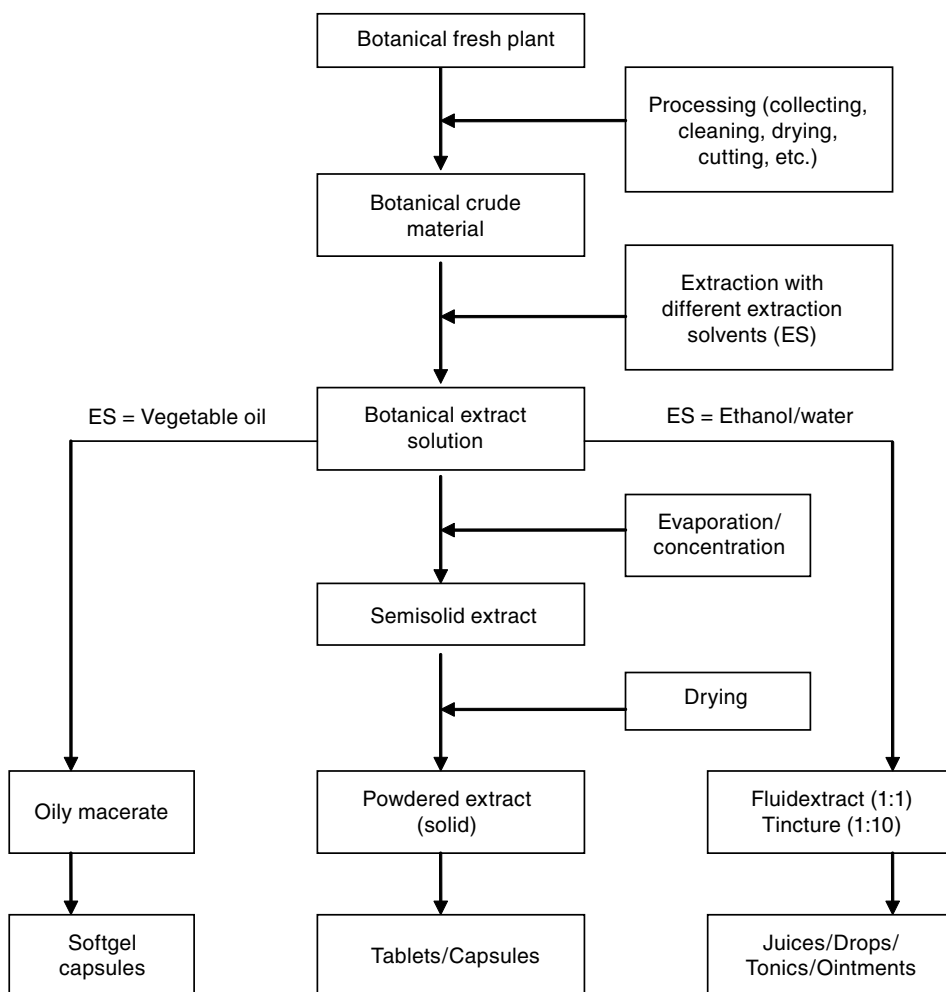 Botanical fresh plant
Processing (collecting,
cleaning, drying,
cutting, etc.)
Botanical crude
material
Extraction with
different extraction
solvents (ES)
ES = Vegetable oil
Botanical extract
solution
ES = Ethanol/water
Evaporation/
concentration
Semisolid extract
Drying
Oily macerate
Powdered extract
(solid)
Fluidextract (1:1)
Tincture (1:10)
Softgel
capsules
Tablets/Capsules
Juices/Drops/
Tonics/Ointments